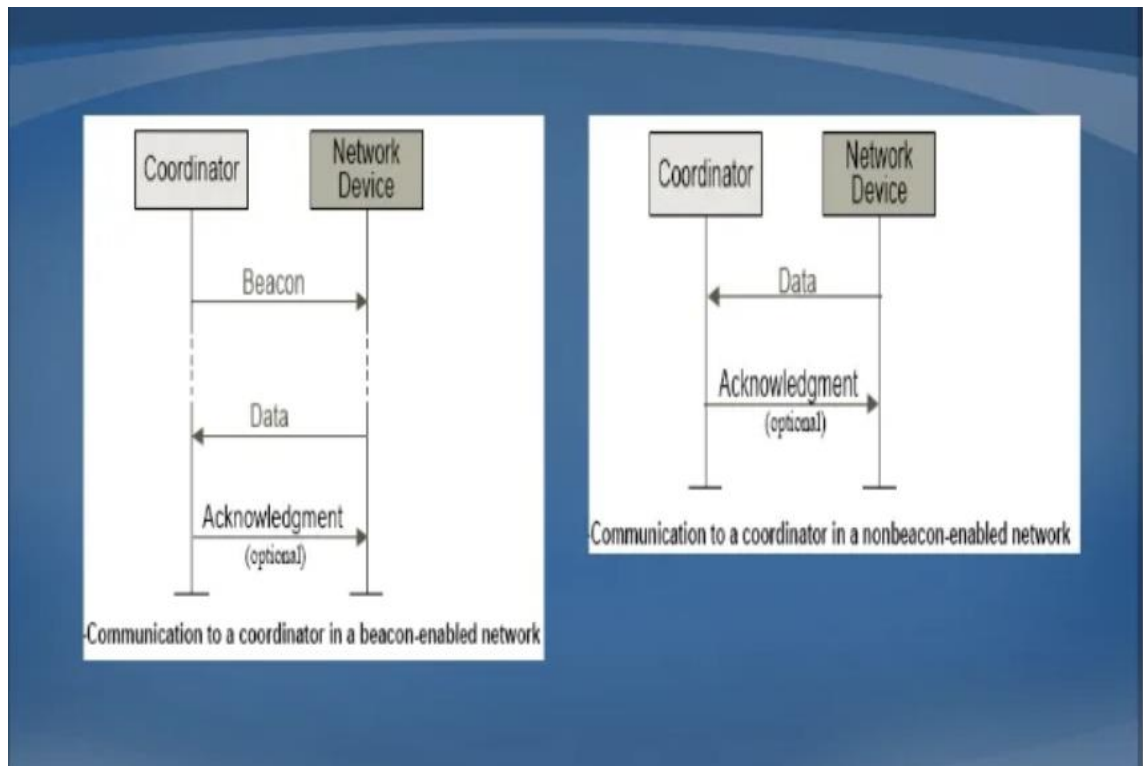 Coordinator
Network
Device
Beacon
Data
Acknowledgment
(optional)
-Communication to a coordinator in a beacon-enabled network
Coordinator
Network
Device
Data
Acknowledgment
(optional)
-Communication to a coordinator in a nonbeacon-enabled network